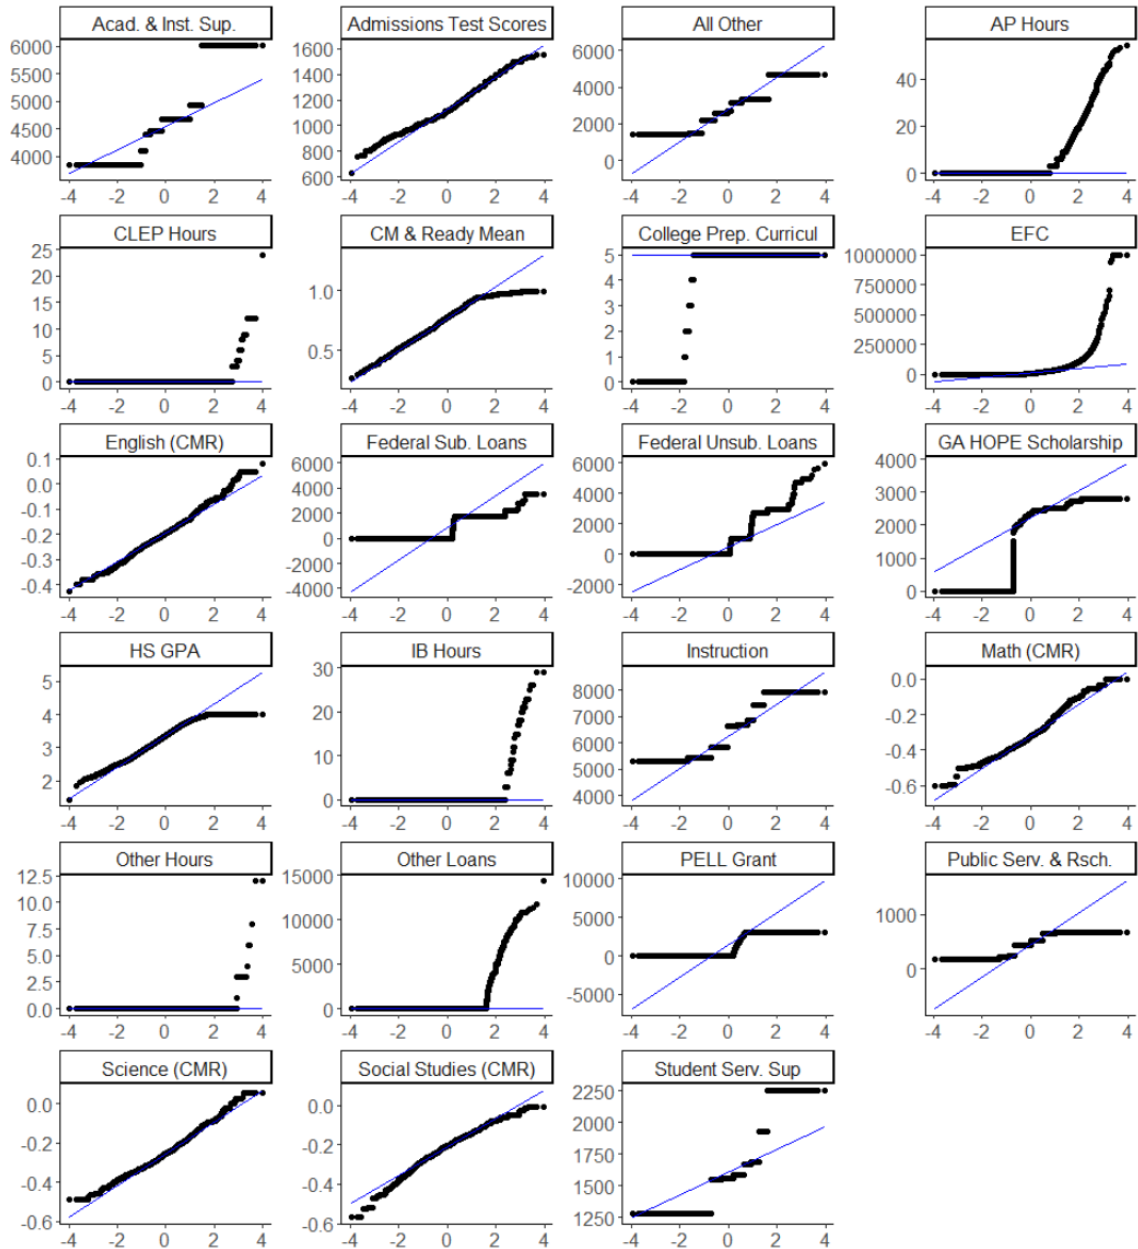 Acad. & Inst. Sup.
6000
5500
5000
4500
4000
-4 -2 0 2 4
Admissions Test Scores
1600
1400
1200
1000
800
600
-4 -2 0 2 4
All Other
6000
4000
2000
0
-4 -2 0 2 4
AP Hours
40
20
0
-4 -2 0 2 4
CLEP Hours
25
20
15
10
5
0
-4 -2 0 2 4
CM & Ready Mean
1.0
0.5
-4 -2 0 2 4
College Prep. Curricul
5
4
3
2
1
0
-4 -2 0 2 4
EFC
1000000
750000
500000
250000
0
-4 -2 0 2 4
English (CMR)
0.1
0.0
-0.1
-0.2
-0.3
-0.4
-4 -2 0 2 4
Federal Sub. Loans
6000
4000
2000
0
-2000
-4000
-4 -2 0 2 4
Federal Unsub. Loans
6000
4000
2000
0
-2000
-4 -2 0 2 4
GA HOPE Scholarship
4000
3000
2000
1000
0
-4 -2 0 2 4
HS GPA
5
4
3
2
-4 -2 0 2 4
IB Hours
30
20
10
0
-4 -2 0 2 4
Instruction
8000
7000
6000
5000
4000
-4 -2 0 2 4
Math (CMR)
0.0
-0.2
-0.4
-0.6
-4 -2 0 2 4
Other Hours
12.5
10.0
7.5
5.0
2.5
0.0
-4 -2 0 2 4
Other Loans
15000
10000
5000
0
-4 -2 0 2 4
PELL Grant
10000
5000
0
-5000
-4 -2 0 2 4
Public Serv. & Rsch.
1000
0
-4 -2 0 2 4
Science (CMR)
0.0
-0.2
-0.4
-0.6
-4 -2 0 2 4
Social Studies (CMR)
0.0
-0.2
-0.4
-0.6
-4 -2 0 2 4
Student Serv. Sup
2250
2000
1750
1500
1250
-4 -2 0 2 4